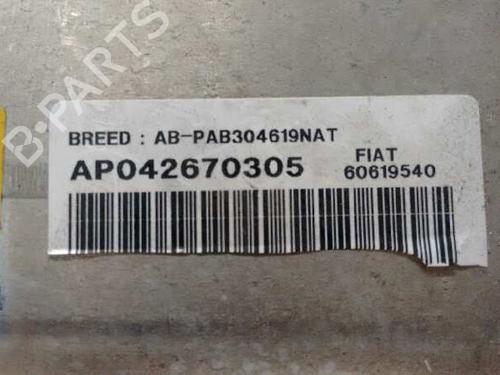 B-PARTS
BREED : AB-PAB304619NAT
AP042670305
FIAT
60619540